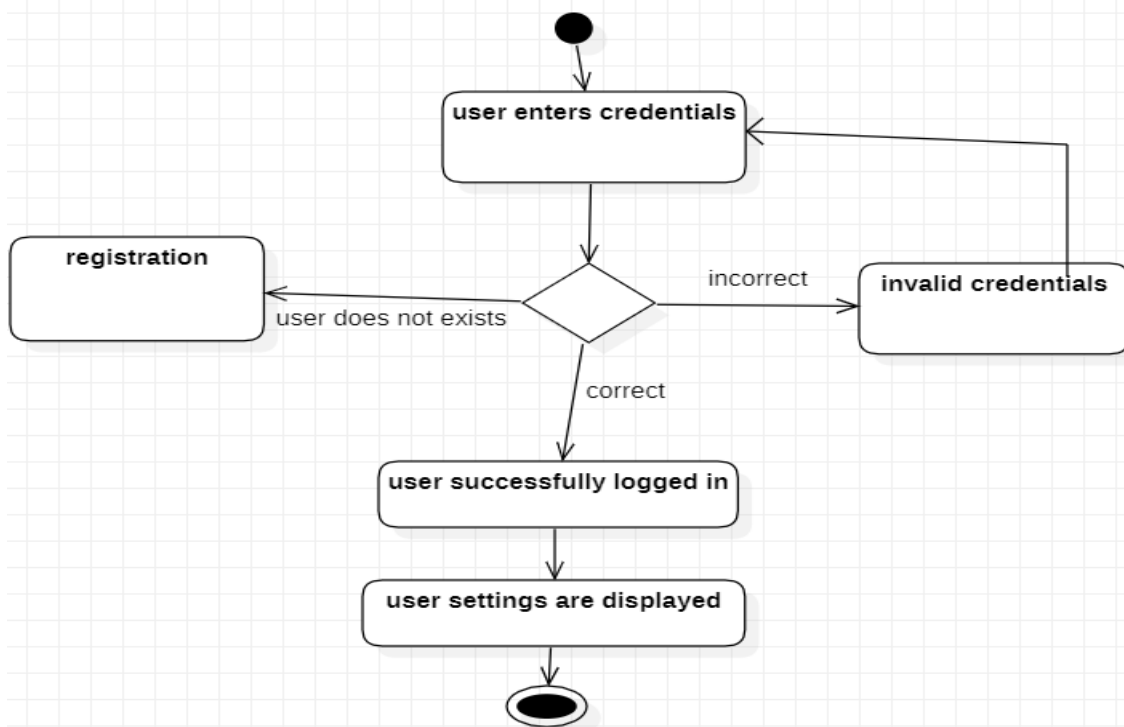 user enters credentials
registration
incorrect
invalid credentials
user does not exists
correct
user successfully logged in
user settings are displayed